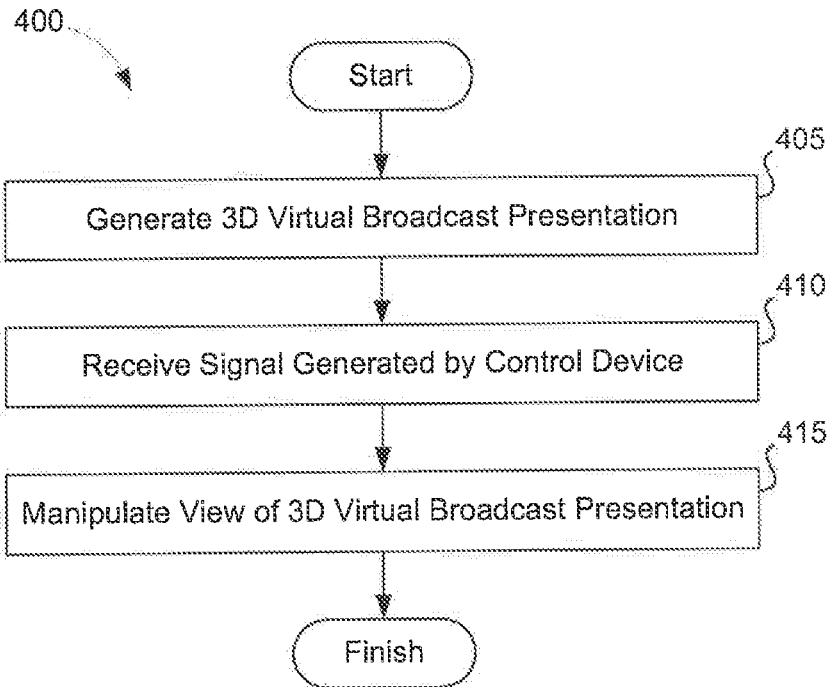 400
Start
405
Generate 3D Virtual Broadcast Presentation
410
Receive Signal Generated by Control Device
415
Manipulate View of 3D Virtual Broadcast Presentation
Finish